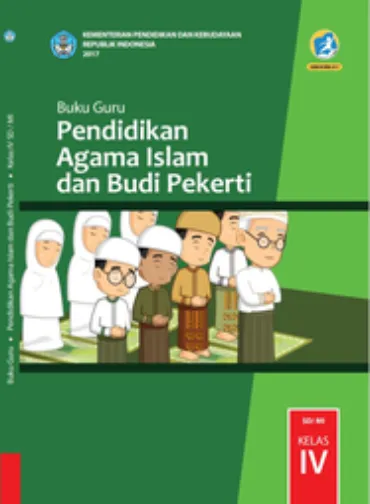 KEMENTERIAN PENDIDIKAN DAN KEBUDAYAAN
REPUBLIK INDONESIA
2017
Buku Guru
Pendidikan
Agama Islam
dan Budi Pekerti
SD/ MI
KELAS
IV
Buku Guru • Pendidikan Agama Islam dan Budi Pekerti • Kelas IV SD / MI